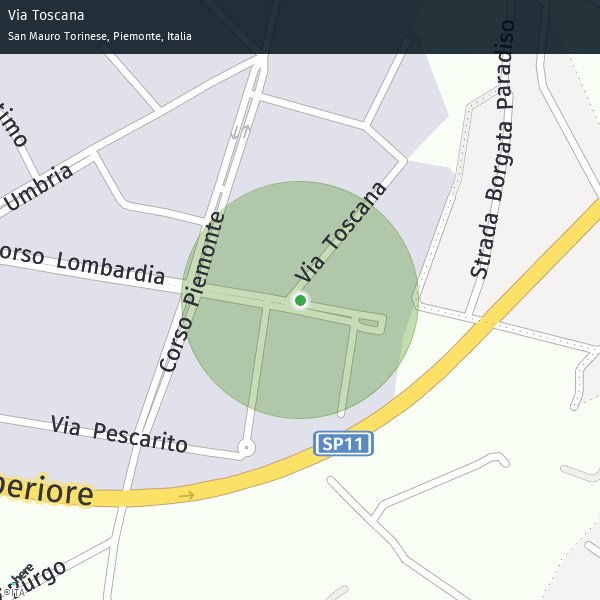 Via Toscana
San Mauro Torinese, Piemonte, Italia
Strada Borgata Paradiso
timo
Umbria
Via Toscana
Corso Piemonte
orso Lombardia
Via Pescarito
SP11
periore
here
urgo